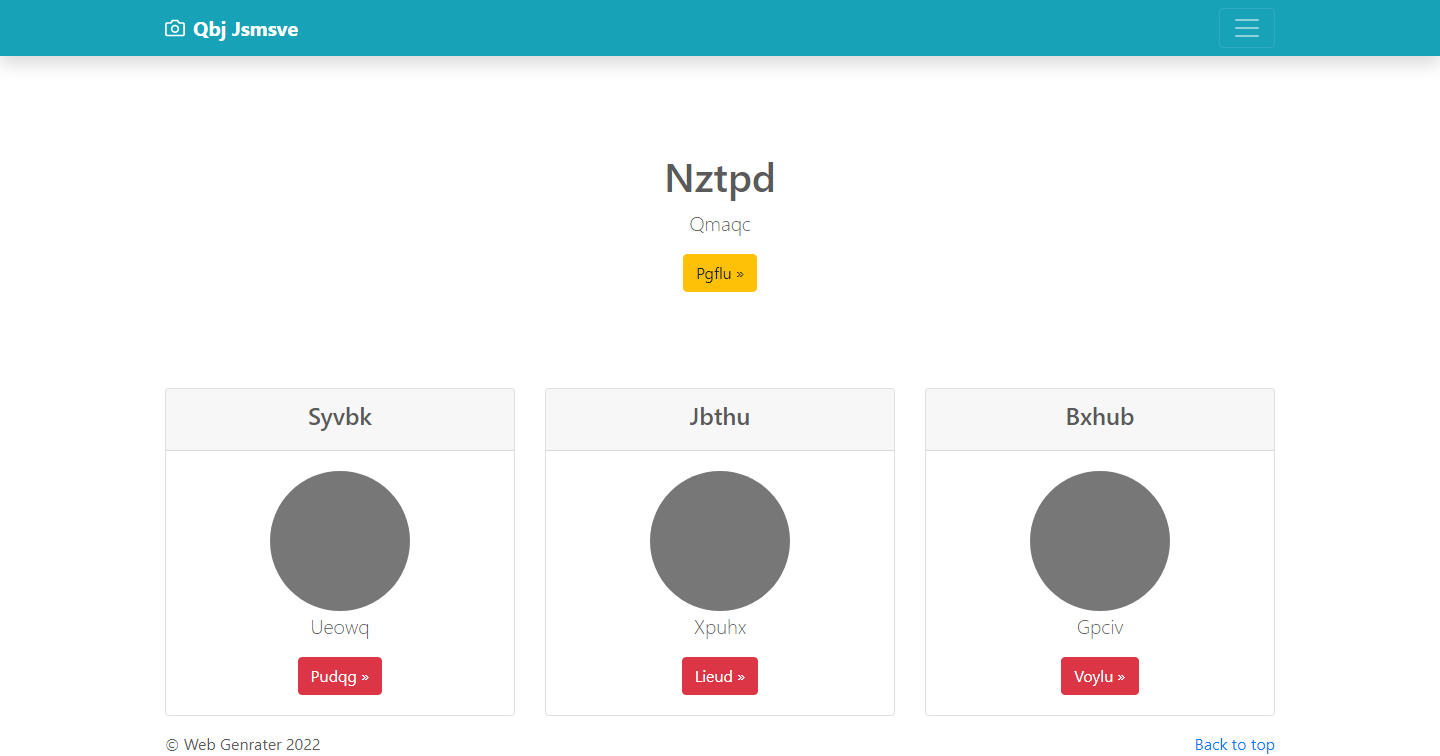 Qbj Jsmsve
Nztpd
Qmaqc
Pgflu »
Syvbk
Jbthu
Bxhub
Ueowq
Xpuhx
Gpciv
Pudqg »
Lieud »
Voylu »
© Web Genrater 2022
Back to top